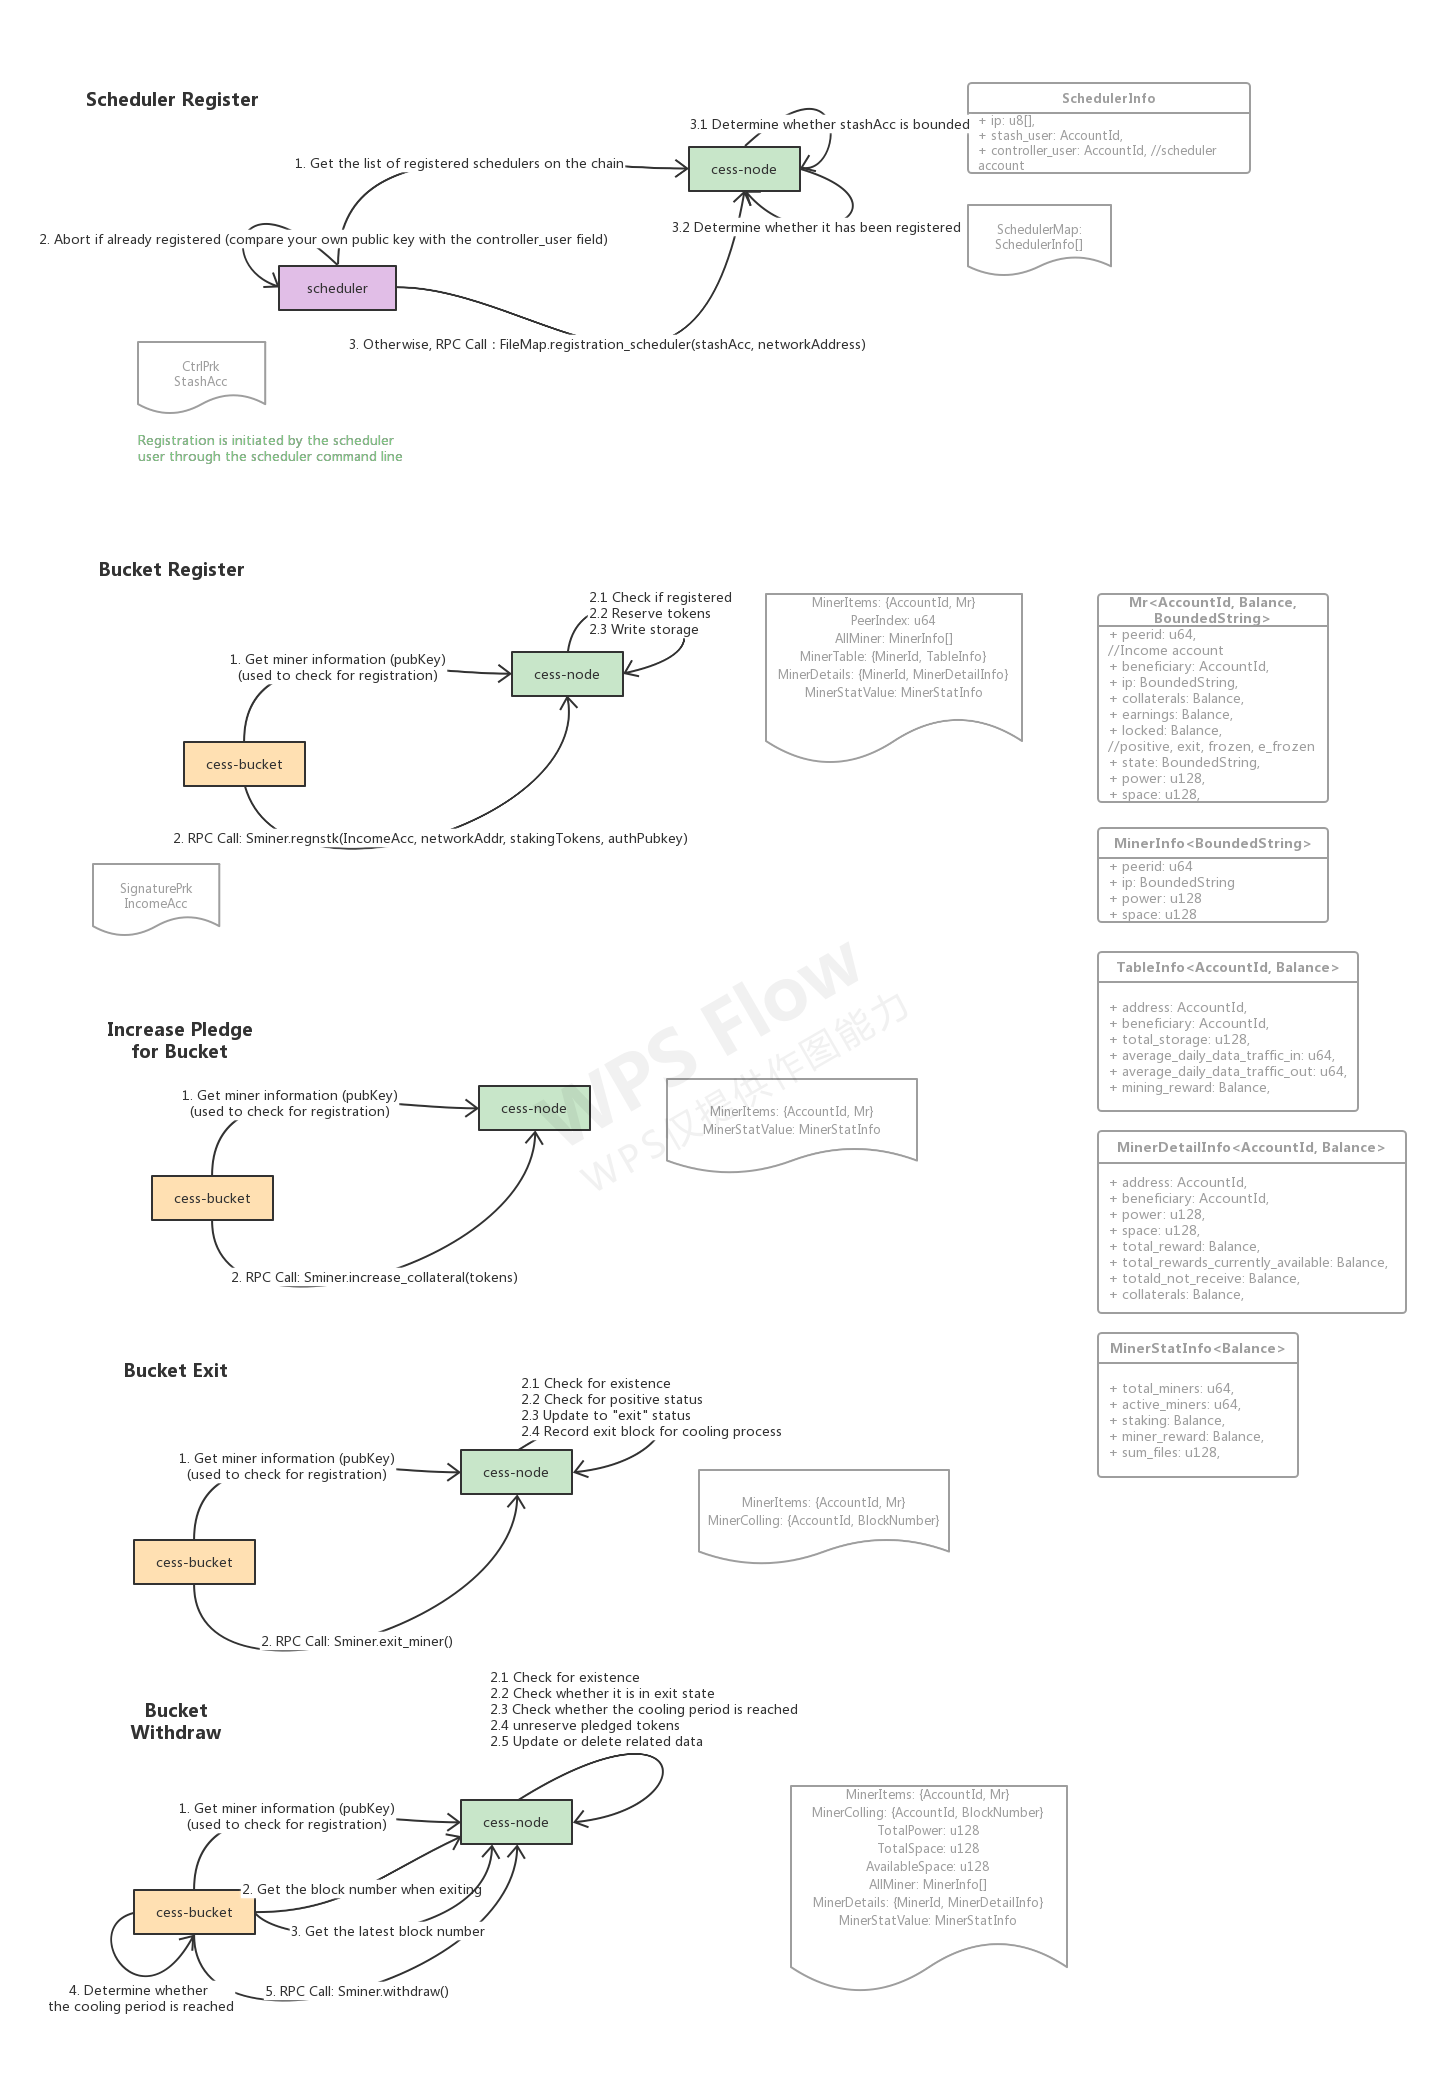 Scheduler Register
3.1 Determine whether stashAcc is bounded
1. Get the list of registered schedulers on the chain
cess-node
3.2 Determine whether it has been registered
2. Abort if already registered (compare your own public key with the controller_user field)
scheduler
3. Otherwise, RPC Call : FileMap.registration_scheduler(stashAcc, networkAddress)
CtrlPrk
StashAcc
Registration is initiated by the scheduler
user through the scheduler command line
SchedulerInfo
+ ip: u8[],
+ stash_user: AccountId,
+ controller_user: AccountId, //scheduler
account
SchedulerMap:
SchedulerInfo[]
Bucket Register
2.1 Check if registered
2.2 Reserve tokens
2.3 Write storage
1. Get miner information (pubKey)
(used to check for registration)
cess-node
cess-bucket
2. RPC Call: Sminer.regnstk(IncomeAcc, networkAddr, stakingTokens, authPubkey)
SignaturePrk
IncomeAcc
MinerItems: {AccountId, Mr}
PeerIndex: u64
AllMiner: MinerInfo[]
MinerTable: {MinerId, TableInfo}
MinerDetails: {MinerId, MinerDetailInfo}
MinerStatValue: MinerStatInfo
Mr<AccountId, Balance,
BoundedString>
+ peerid: u64,
//Income account
+ beneficiary: AccountId,
+ ip: BoundedString,
+ collaterals: Balance,
+ earnings: Balance,
+ locked: Balance,
//positive, exit, frozen, e_frozen
+ state: BoundedString,
+ power: u128,
+ space: u128,
MinerInfo<BoundedString>
+ peerid: u64
+ ip: BoundedString
+ power: u128
+ space: u128
TableInfo<AccountId, Balance>
+ address: AccountId,
+ beneficiary: AccountId,
+ total_storage: u128,
+ average_daily_data_traffic_in: u64,
+ average_daily_data_traffic_out: u64,
+ mining_reward: Balance,
MinerDetailInfo<AccountId, Balance>
+ address: AccountId,
+ beneficiary: AccountId,
+ power: u128,
+ space: u128,
+ total_reward: Balance,
+ total_rewards_currently_available: Balance,
+ totald_not_receive: Balance,
+ collaterals: Balance,
MinerStatInfo<Balance>
+ total_miners: u64,
+ active_miners: u64,
+ staking: Balance,
+ miner_reward: Balance,
+ sum_files: u128,
WPS Flow
WPS仅提供作图能力
Increase Pledge
for Bucket
1. Get miner information (pubKey)
(used to check for registration)
cess-node
cess-bucket
2. RPC Call: Sminer.increase_collateral(tokens)
MinerItems: {AccountId, Mr}
MinerStatValue: MinerStatInfo
Bucket Exit
2.1 Check for existence
2.2 Check for positive status
2.3 Update to "exit" status
2.4 Record exit block for cooling process
1. Get miner information (pubKey)
(used to check for registration)
cess-node
cess-bucket
2. RPC Call: Sminer.exit_miner()
MinerItems: {AccountId, Mr}
MinerColling: {AccountId, BlockNumber}
Bucket
Withdraw
2.1 Check for existence
2.2 Check whether it is in exit state
2.3 Check whether the cooling period is reached
2.4 unreserve pledged tokens
2.5 Update or delete related data
1. Get miner information (pubKey)
(used to check for registration)
cess-node
2. Get the block number when exiting
cess-bucket
3. Get the latest block number
4. Determine whether
the cooling period is reached
5. RPC Call: Sminer.withdraw()
MinerItems: {AccountId, Mr}
MinerColling: {AccountId, BlockNumber}
TotalPower: u128
TotalSpace: u128
AvailableSpace: u128
AllMiner: MinerInfo[]
MinerDetails: {MinerId, MinerDetailInfo}
MinerStatValue: MinerStatInfo